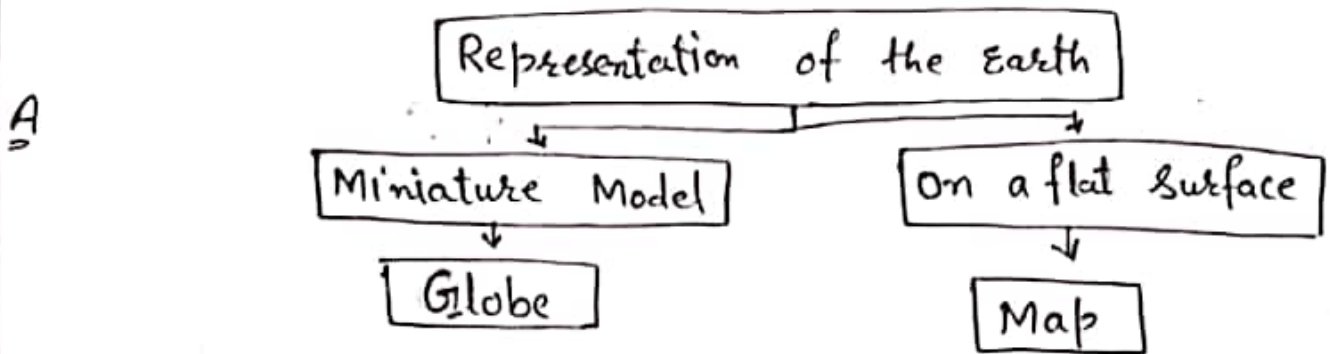 Representation of the Earth
A
Miniature Model
On a flat surface
Globe
Map